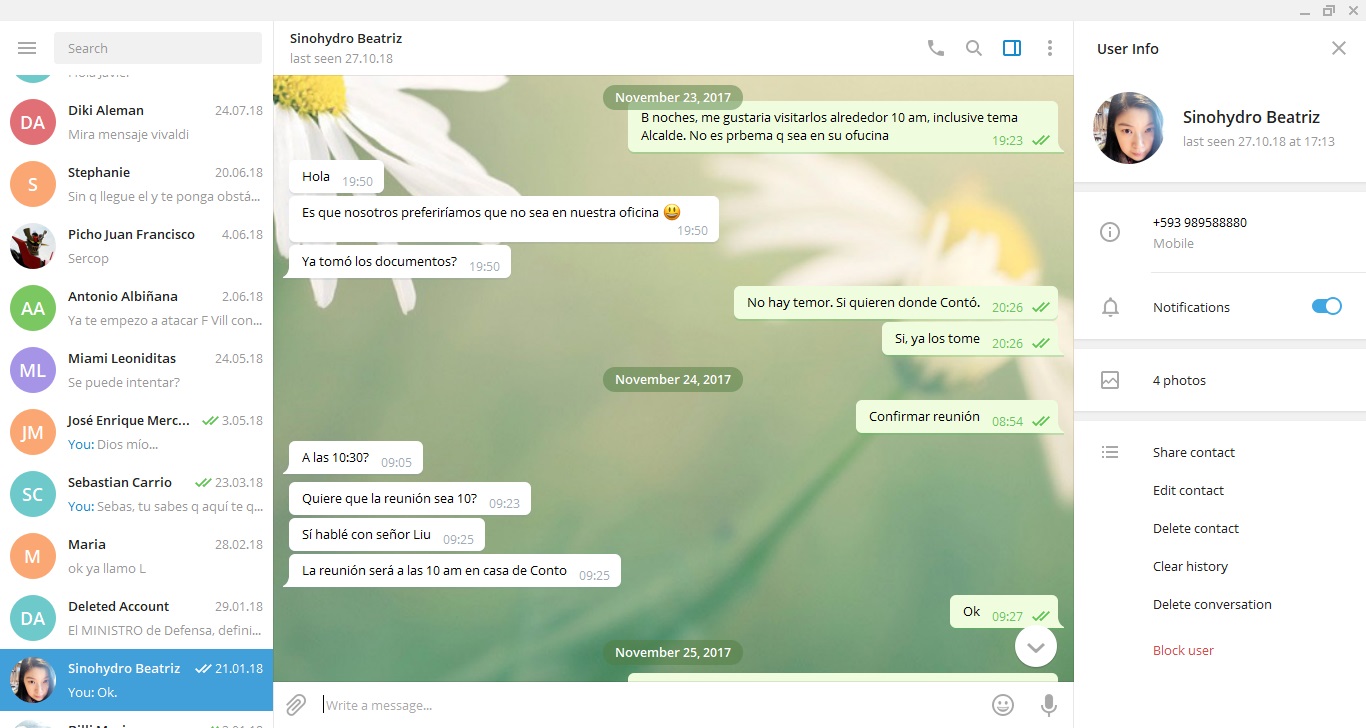 Search
Hola Javier
Diki Aleman 24.07.18
Mira mensaje vivaldi
Stephanie 20.06.18
Sin q llegue el y te ponga obstá...
Picho Juan Francisco 4.06.18
Sercop
Antonio Albiñana 2.06.18
Ya te empezo a atacar F Vill con...
Miami Leoniditas 24.05.18
Se puede intentar?
José Enrique Merc... 3.05.18
You: Dios mío...
Sebastian Carrio 23.03.18
You: Sebas, tu sabes q aquí te q...
Maria 28.02.18
ok ya llamo L
Deleted Account 29.01.18
El MINISTRO de Defensa, defini...
Sinohydro Beatriz 21.01.18
You: Ok.
DA
S
AA
ML
JM
SC
M
DA
Sinohydro Beatriz
last seen 27.10.18
November 23, 2017
B noches, me gustaria visitarlos alrededor 10 am, inclusive tema
Alcalde. No es prbema q sea en su ofucina 19:23
Hola 19:50
Es que nosotros preferiríamos que no sea en nuestra oficina 😃
19:50
Ya tomó los documentos? 19:50
No hay temor. Si quieren donde Contó. 20:26
Si, ya los tome 20:26
November 24, 2017
Confirmar reunión 08:54
A las 10:30? 09:05
Quiere que la reunión sea 10? 09:23
Sí hablé con señor Liu 09:25
La reunión será a las 10 am en casa de Conto 09:25
Ok 09:27
November 25, 2017
Write a message...
User Info
Sinohydro Beatriz
last seen 27.10.18 at 17:13
+593 989588880
Mobile
Notifications
4 photos
Share contact
Edit contact
Delete contact
Clear history
Delete conversation
Block user